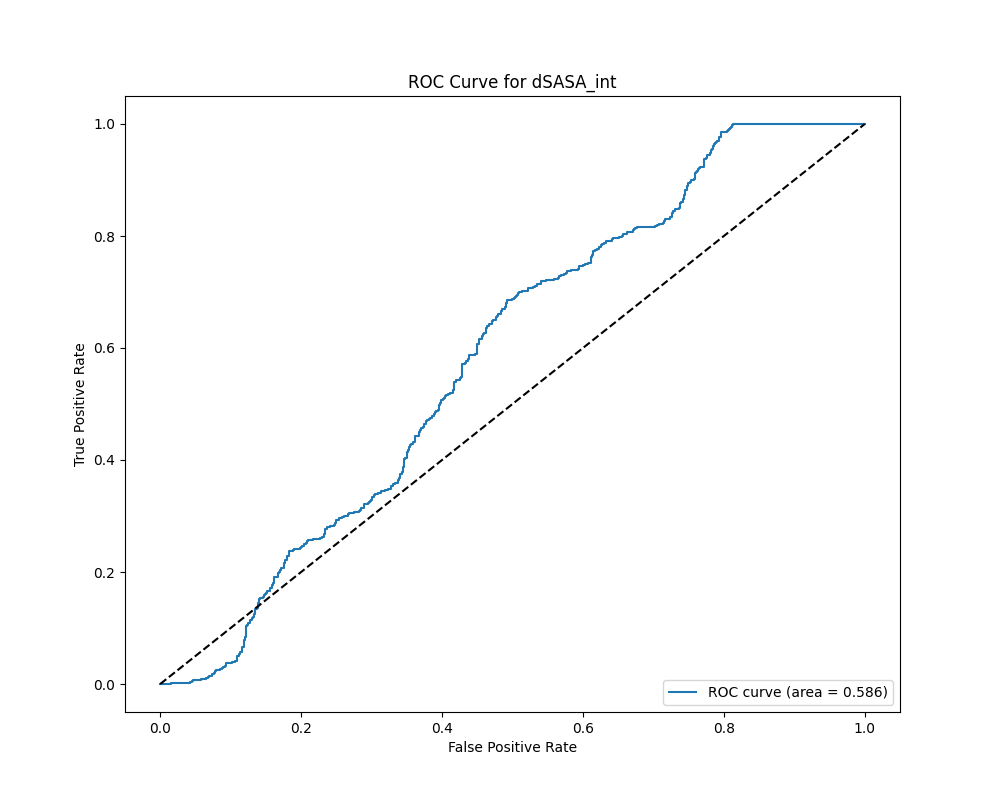 ROC Curve for dSASA_int
True Positive Rate
1.0
0.8
0.6
0.4
0.2
0.0
ROC curve (area = 0.586)
0.0 0.2 0.4 0.6 0.8 1.0
False Positive Rate